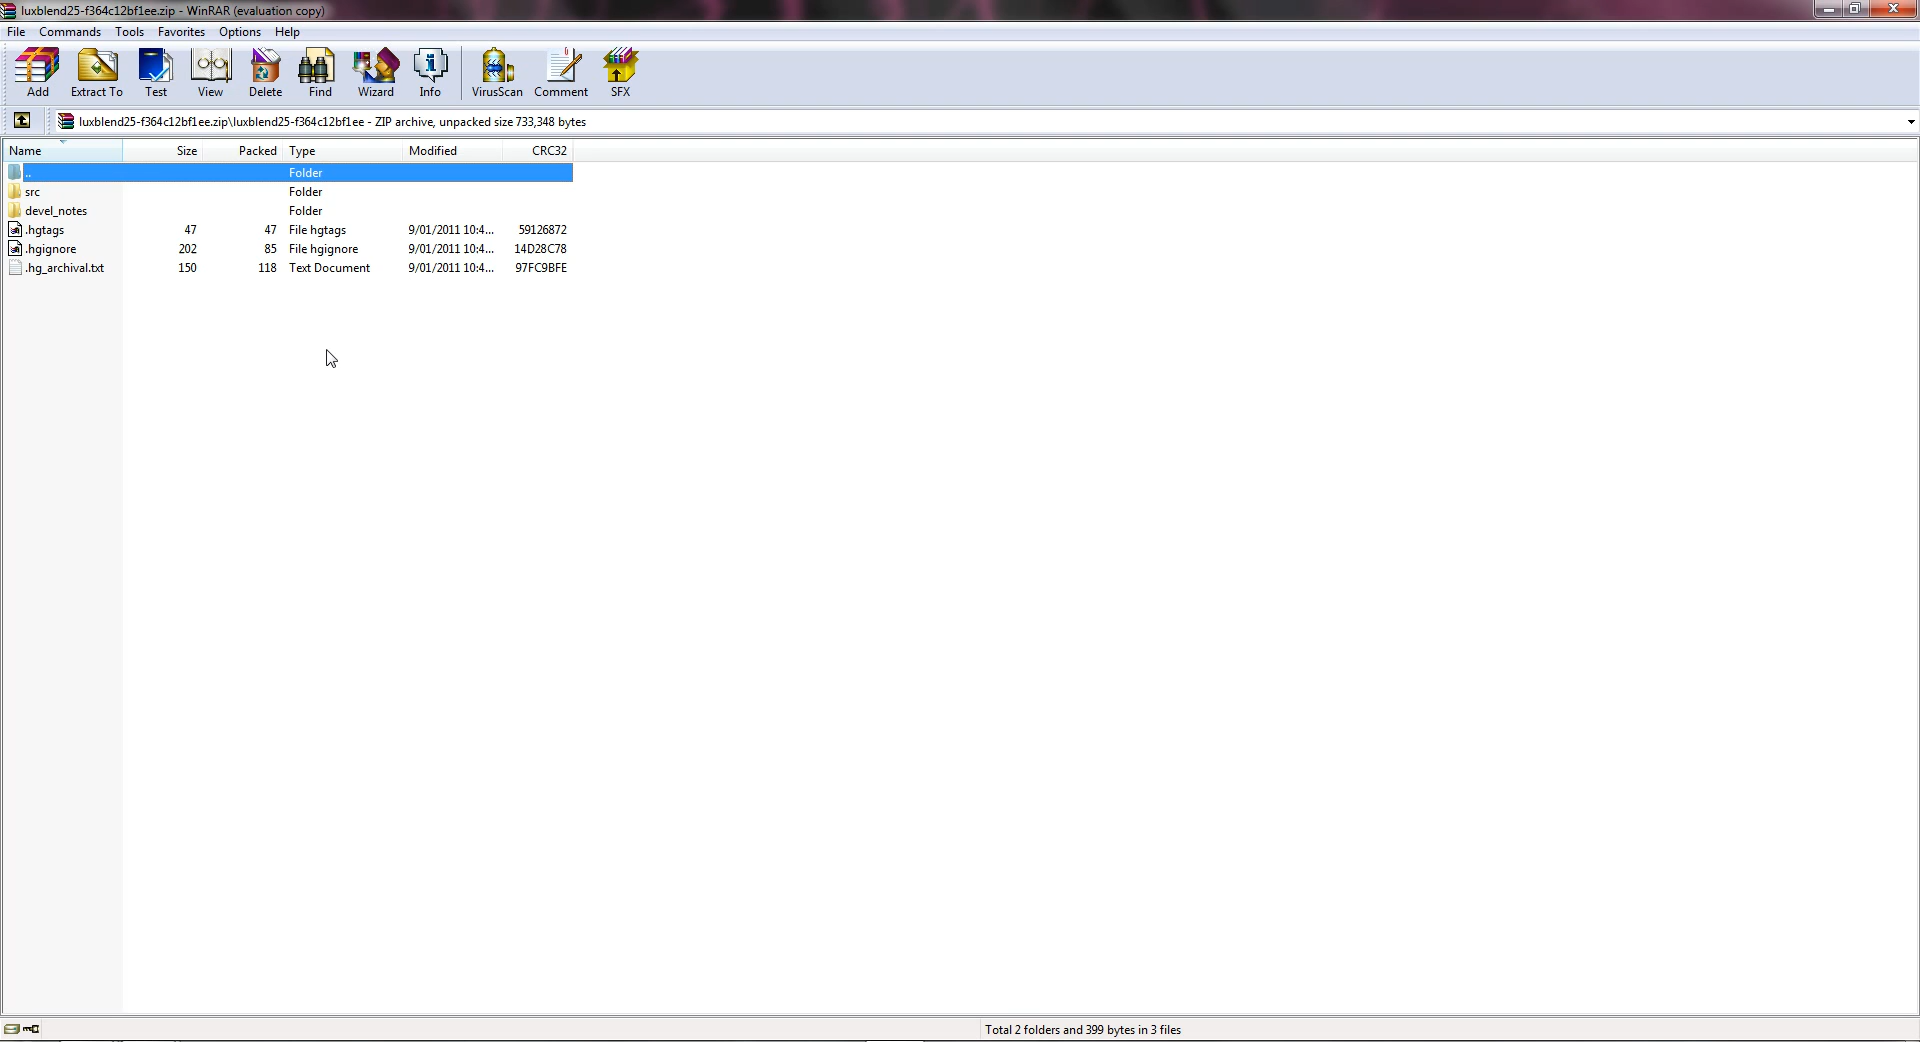 luxblend25-f364c12bf1ee.zip - WinRAR (evaluation copy)
File Commands Tools Favorites Options Help
Add Extract To Test View Delete Find Wizard Info VirusScan Comment SFX
luxblend25-f364c12bf1ee.zip\luxblend25-f364c12bf1ee - ZIP archive, unpacked size 733,348 bytes
Name Size Packed Type Modified CRC32
.. Folder
src Folder
devel_notes Folder
.hgtags 47 47 File hgtags 9/01/2011 10:4... 59126872
.hgignore 202 85 File hgignore 9/01/2011 10:4... 14D28C78
.hg_archival.txt 150 118 Text Document 9/01/2011 10:4... 97FC9BFE
Total 2 folders and 399 bytes in 3 files